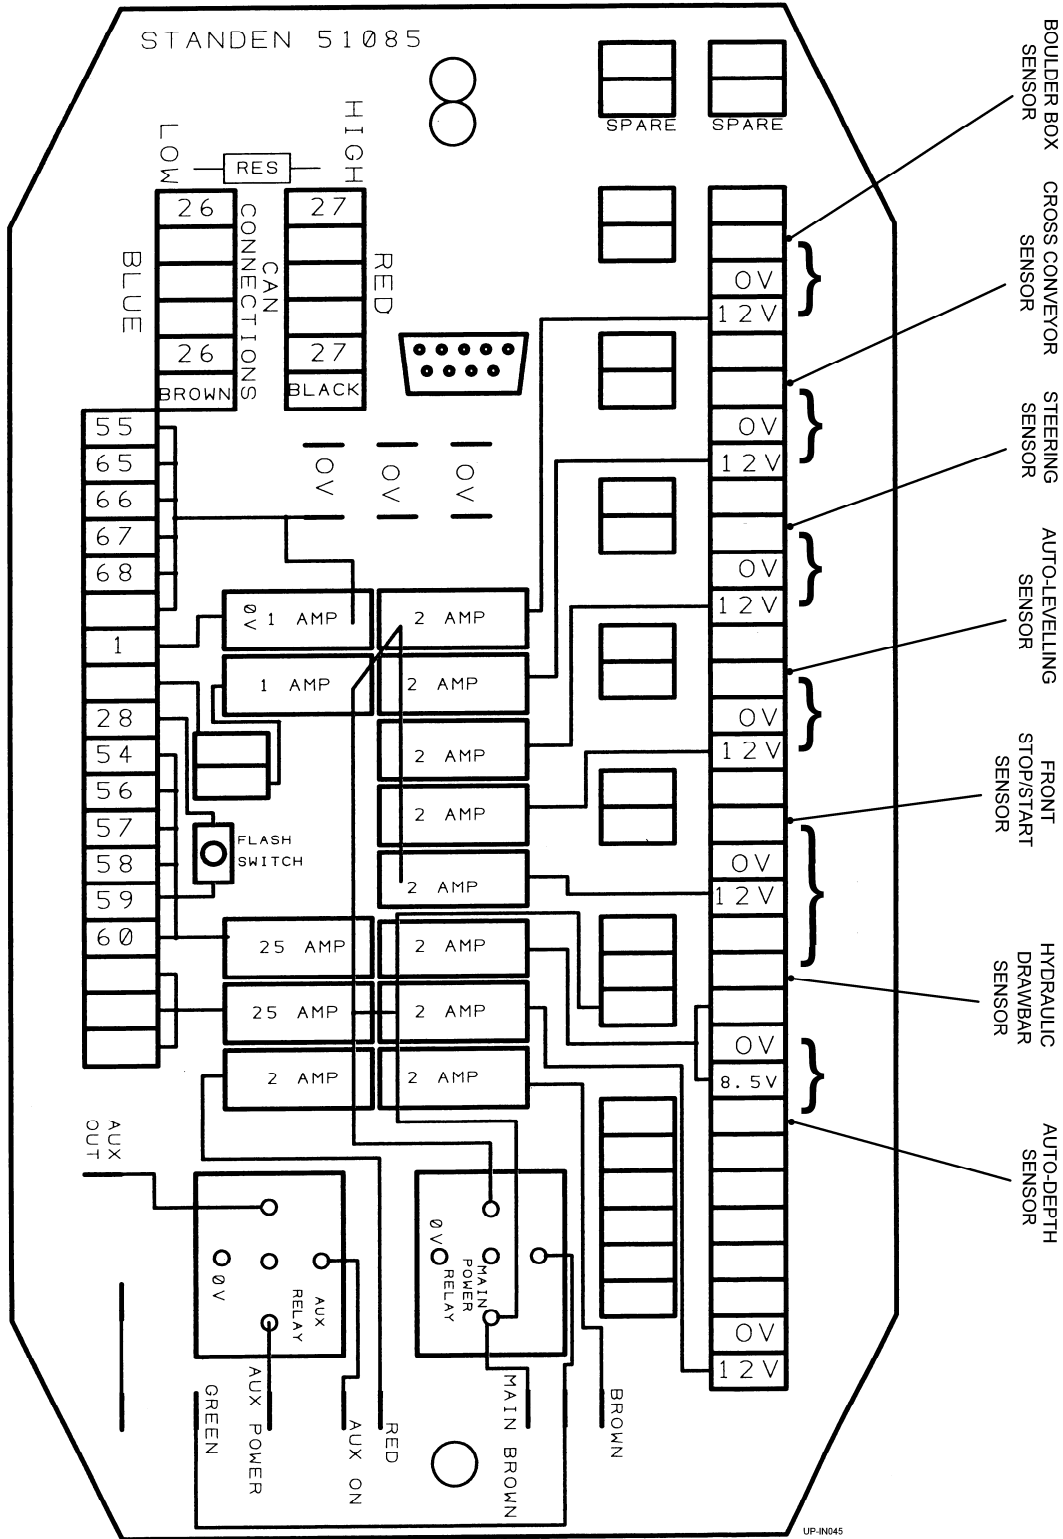 STANDEN 51085
SPARE
SPARE
BOULDER BOX
SENSOR
CROSS CONVEYOR
SENSOR
STEERING
SENSOR
AUTO-LEVELLING
SENSOR
FRONT
STOP/START
SENSOR
HYDRAULIC
DRAWBAR
SENSOR
AUTO-DEPTH
SENSOR
HIGH
LOW
RES
26
27
CAN
CONNECTIONS
RED
BLUE
26
27
BROWN
BLACK
0V
12V
0V
12V
0V
12V
0V
12V
0V
12V
0V
8.5V
0V
12V
0V
0V
0V
55
65
66
67
68
1
28
54
56
57
58
59
60
0V
1 AMP
2 AMP
1 AMP
2 AMP
2 AMP
2 AMP
2 AMP
FLASH
SWITCH
25 AMP
2 AMP
25 AMP
2 AMP
2 AMP
2 AMP
AUX
OUT
0V
AUX
RELAY
0V
MAIN
POWER
RELAY
GREEN
AUX POWER
AUX ON
RED
MAIN BROWN
BROWN
UP-IN045